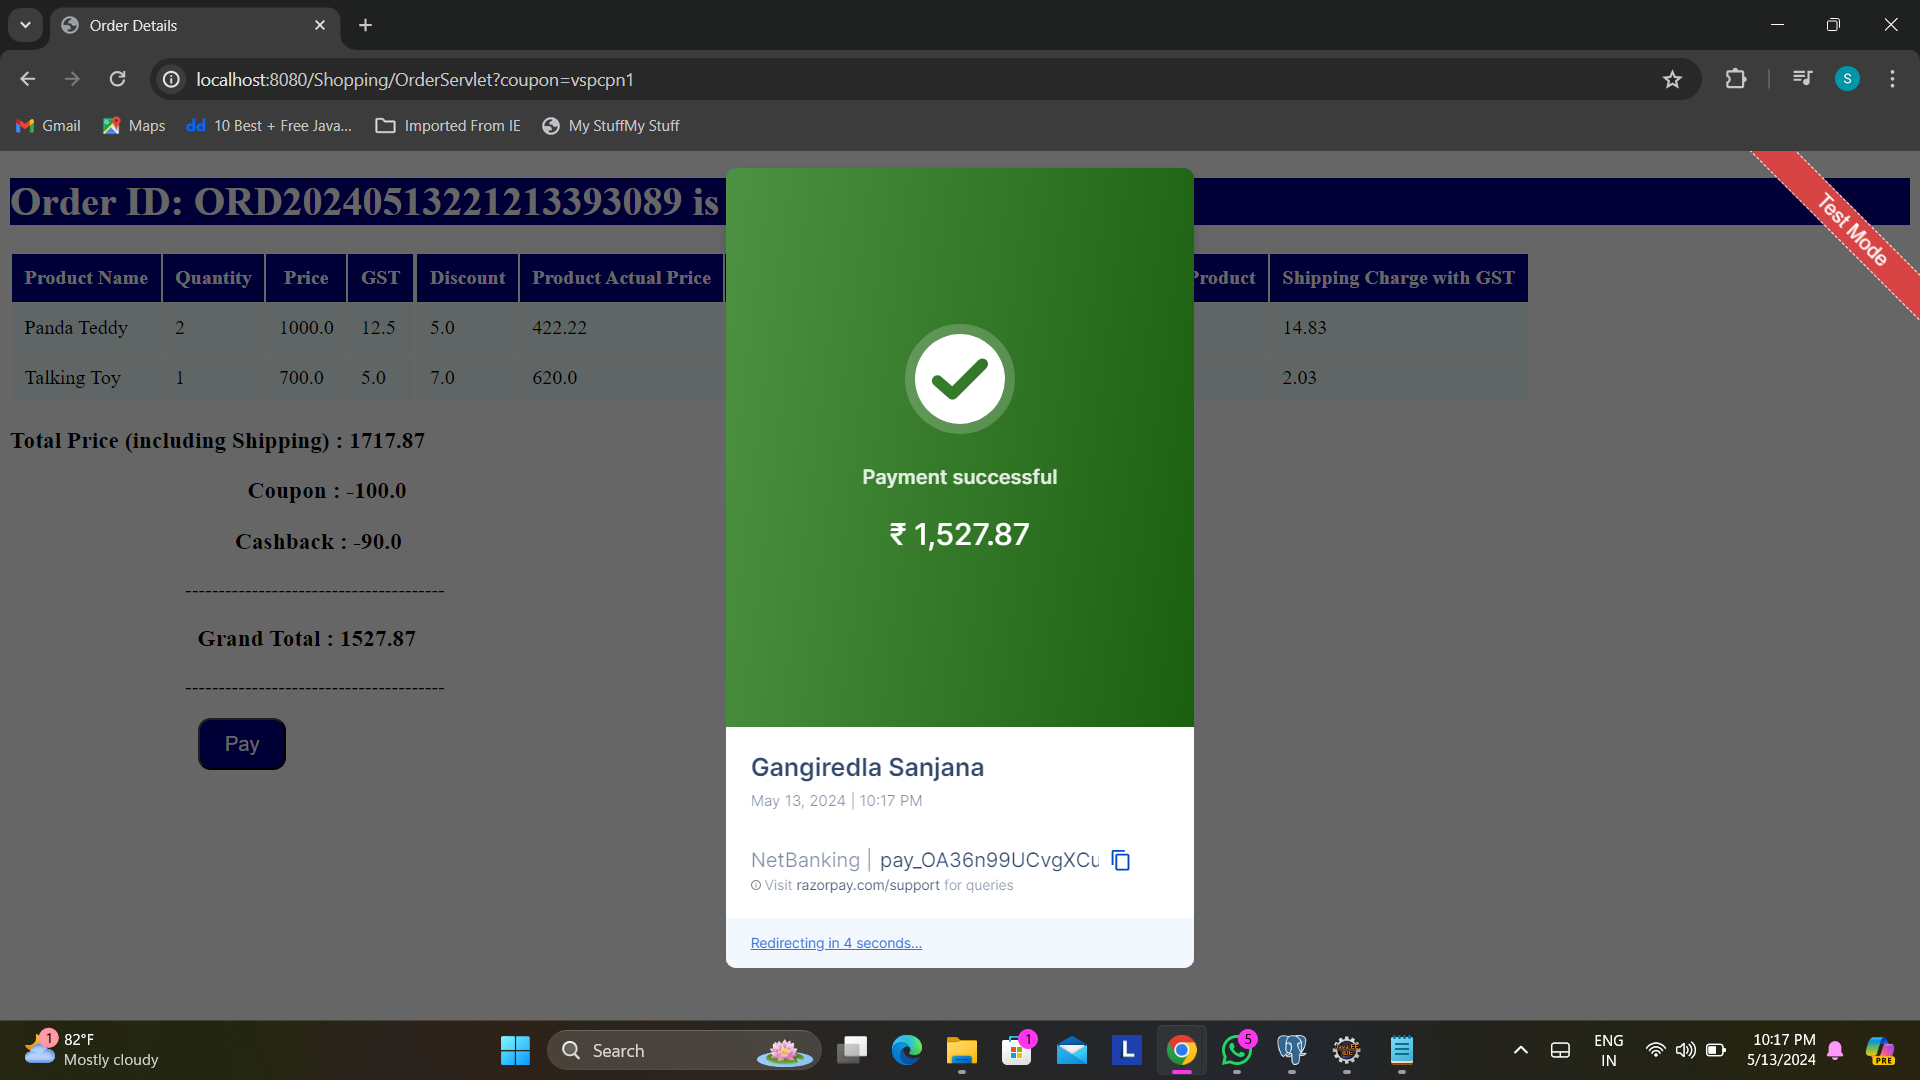 Order Details
localhost:8080/Shopping/OrderServlet?coupon=vspcpn1
S
Gmail
Maps
dd 10 Best + Free Java...
Imported From IE
My StuffMy Stuff
Test Mode
Order ID: ORD20240513221213393089 is
Product Name Quantity Price GST Discount Product Actual Price Product Shipping Charge with GST
Panda Teddy 2 1000.0 12.5 5.0 422.22 14.83
Talking Toy 1 700.0 5.0 7.0 620.0 2.03
Total Price (including Shipping) : 1717.87
Coupon : -100.0
Cashback : -90.0
---------------------------------------
Grand Total : 1527.87
---------------------------------------
Pay
Payment successful
₹ 1,527.87
Gangiredla Sanjana
May 13, 2024 | 10:17 PM
NetBanking | pay_OA36n99UCvgXCu
Visit razorpay.com/support for queries
Redirecting in 4 seconds...
1
82°F
Mostly cloudy
Search
1
L
5
ENG
IN
10:17 PM
5/13/2024
PRE